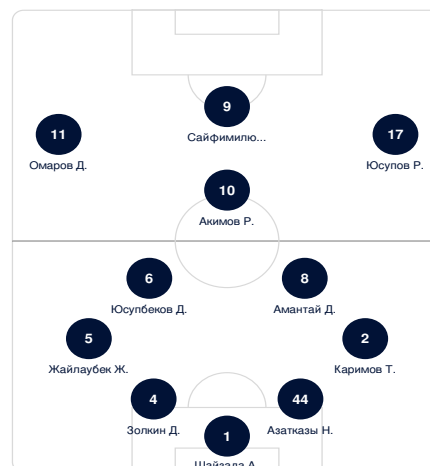 9
Сайфимилю...
11
Омаров Д.
17
Юсупов Р.
10
Акимов Р.
6
Юсупбеков Д.
8
Амантай Д.
5
Жайлаубек Ж.
2
Каримов Т.
4
Золкин Д.
44
Азатказы Н.
1
Шайзада А.